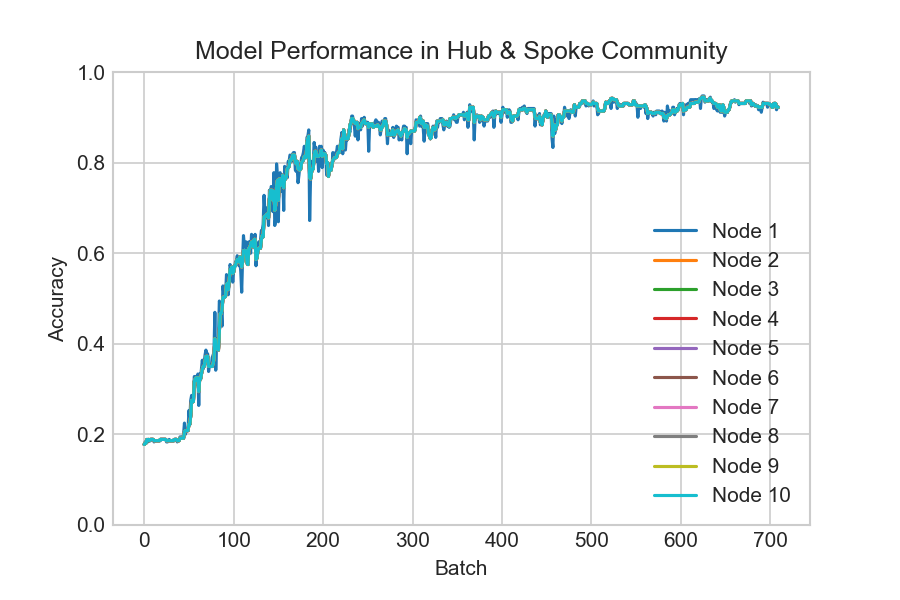 Model Performance in Hub & Spoke Community
1.0
0.8
0.6
0.4
0.2
0.0
Accuracy
Node 1
Node 2
Node 3
Node 4
Node 5
Node 6
Node 7
Node 8
Node 9
Node 10
0 100 200 300 400 500 600 700
Batch